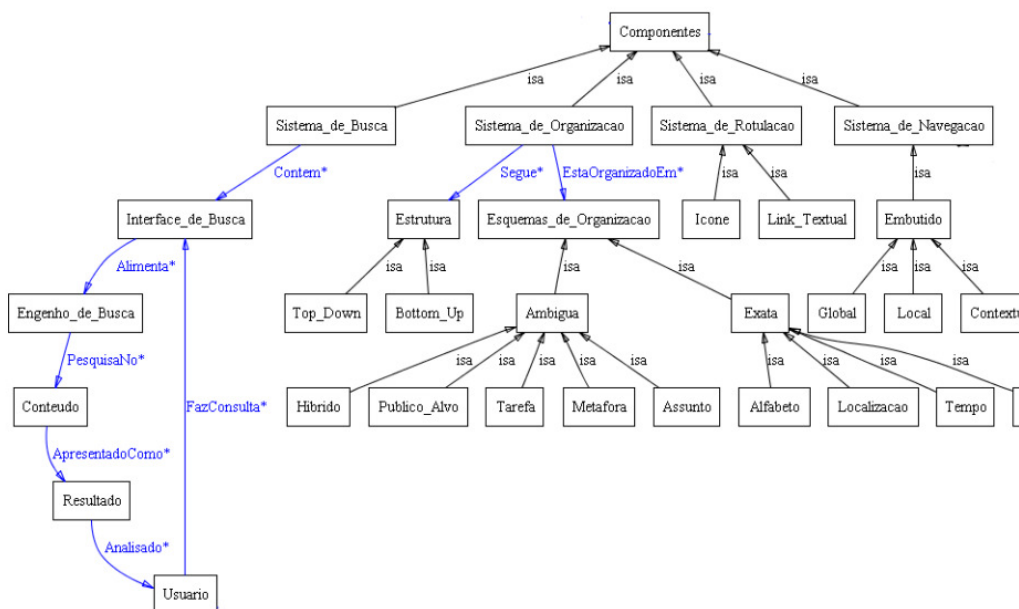 Componentes
isa isa isa isa
Sistema_de_Busca Sistema_de_Organizacao Sistema_de_Rotulacao Sistema_de_Navegacao
Contem* Segue* EstaOrganizadoEm* isa isa isa
Interface_de_Busca Estrutura Esquemas_de_Organizacao Icone Link_Textual Embutido
Alimenta* isa isa isa isa isa isa isa
Engenho_de_Busca Top_Down Bottom_Up Ambigua Exata Global Local
PesquisaNo* isa isa isa isa isa isa isa isa isa
Conteudo FazConsulta* Hibrido Publico_Alvo Tarefa Metafora Assunto Alfabeto Localizacao Tempo
ApresentadoComo*
Resultado
Analisado*
Usuario